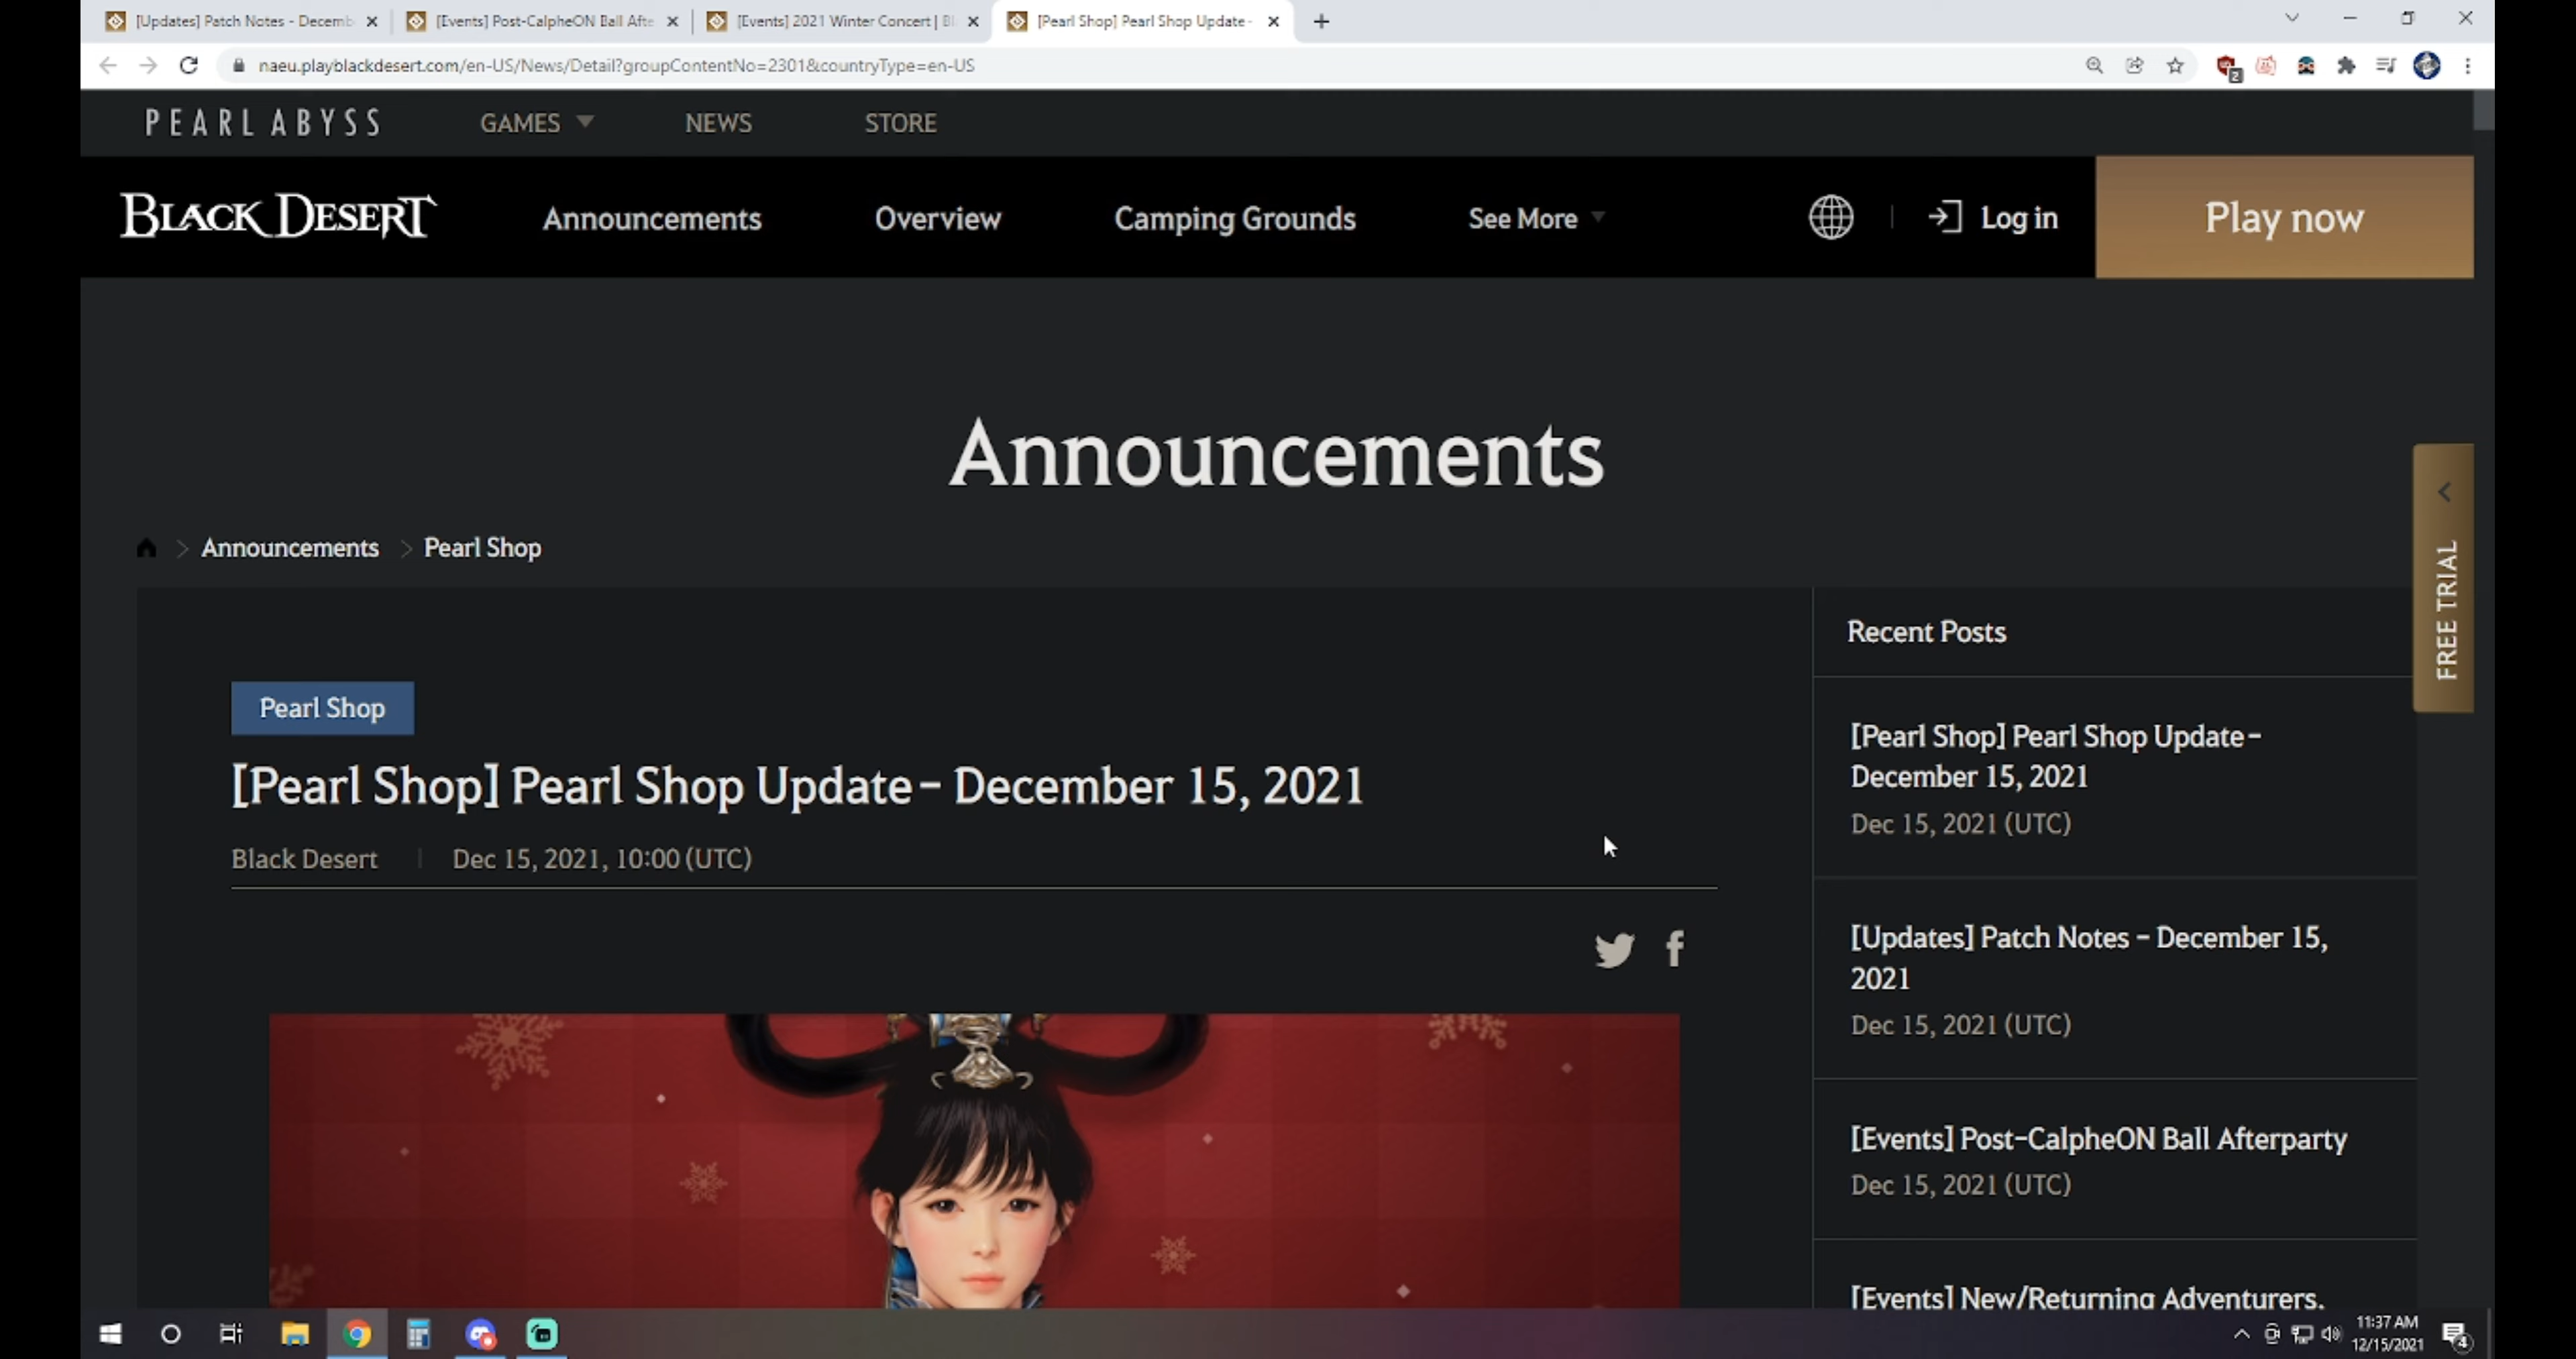 [Updates] Patch Notes - Decemb
[Events] Post-CalpheON Ball Afte
[Events] 2021 Winter Concert | Bl
[Pearl Shop] Pearl Shop Update -
naeu.playblackdesert.com/en-US/News/Detail?groupContentNo=2301&countryType=en-US
2
PEARL ABYSS
GAMES
NEWS
STORE
BLACK DESERT
Announcements
Overview
Camping Grounds
See More
Log in
Play now
Announcements
Announcements
Pearl Shop
FREE TRIAL
Pearl Shop
[Pearl Shop] Pearl Shop Update – December 15, 2021
Black Desert
Dec 15, 2021, 10:00 (UTC)
Recent Posts
[Pearl Shop] Pearl Shop Update –
December 15, 2021
Dec 15, 2021 (UTC)
[Updates] Patch Notes – December 15,
2021
Dec 15, 2021 (UTC)
[Events] Post-CalpheON Ball Afterparty
Dec 15, 2021 (UTC)
[Events] New/Returning Adventurers,
11:37 AM
12/15/2021
4